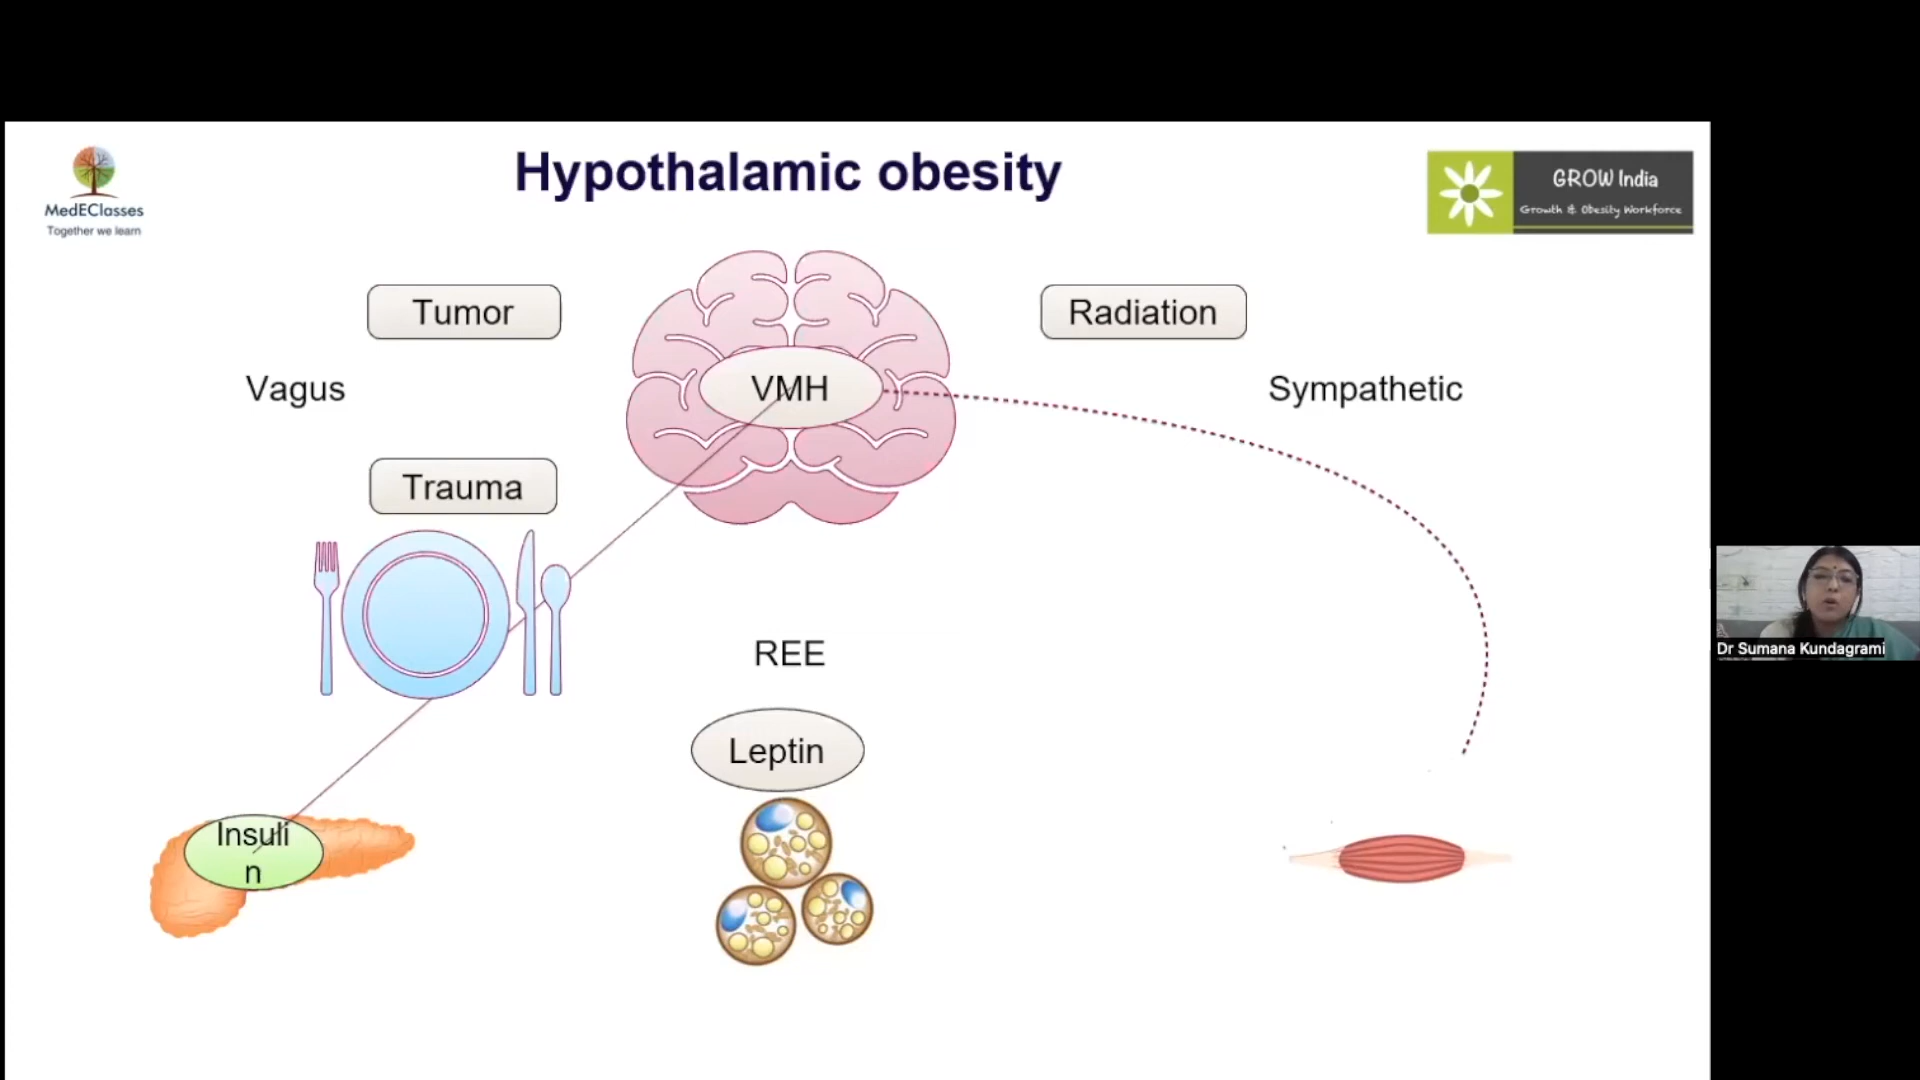 Hypothalamic obesity
MedEClasses
Together we learn
GROW India
Growth & Obesity Workforce
Tumor
Radiation
Vagus
VMH
Sympathetic
Trauma
REE
Leptin
Insuli
n
Dr Sumana Kundagrami